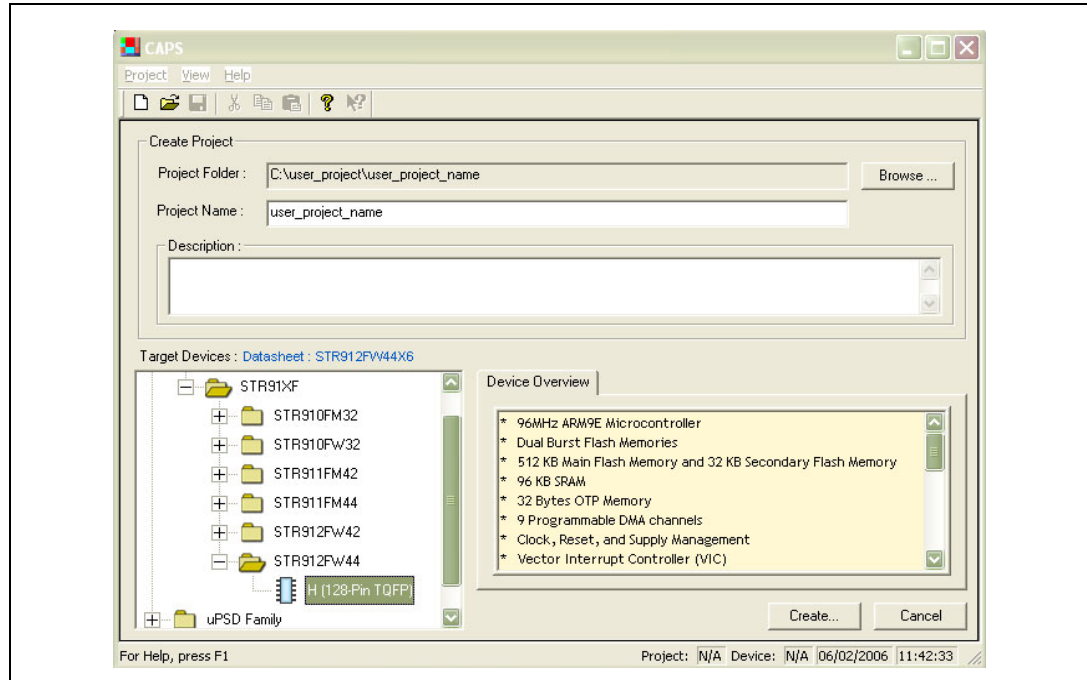 CAPS
Project View Help
Create Project
Project Folder : C:\user_project\user_project_name Browse ...
Project Name : user_project_name
Description :
Target Devices : Datasheet : STR912FW44X6
STR91XF
STR910FM32
STR910FW32
STR911FM42
STR911FM44
STR912FW42
STR912FW44
H (128-Pin TQFP)
uPSD Family
Device Overview
* 96MHz ARM9E Microcontroller
* Dual Burst Flash Memories
* 512 KB Main Flash Memory and 32 KB Secondary Flash Memory
* 96 KB SRAM
* 32 Bytes OTP Memory
* 9 Programmable DMA channels
* Clock, Reset, and Supply Management
* Vector Interrupt Controller (VIC)
Create... Cancel
For Help, press F1 Project: N/A Device: N/A 06/02/2006 11:42:33